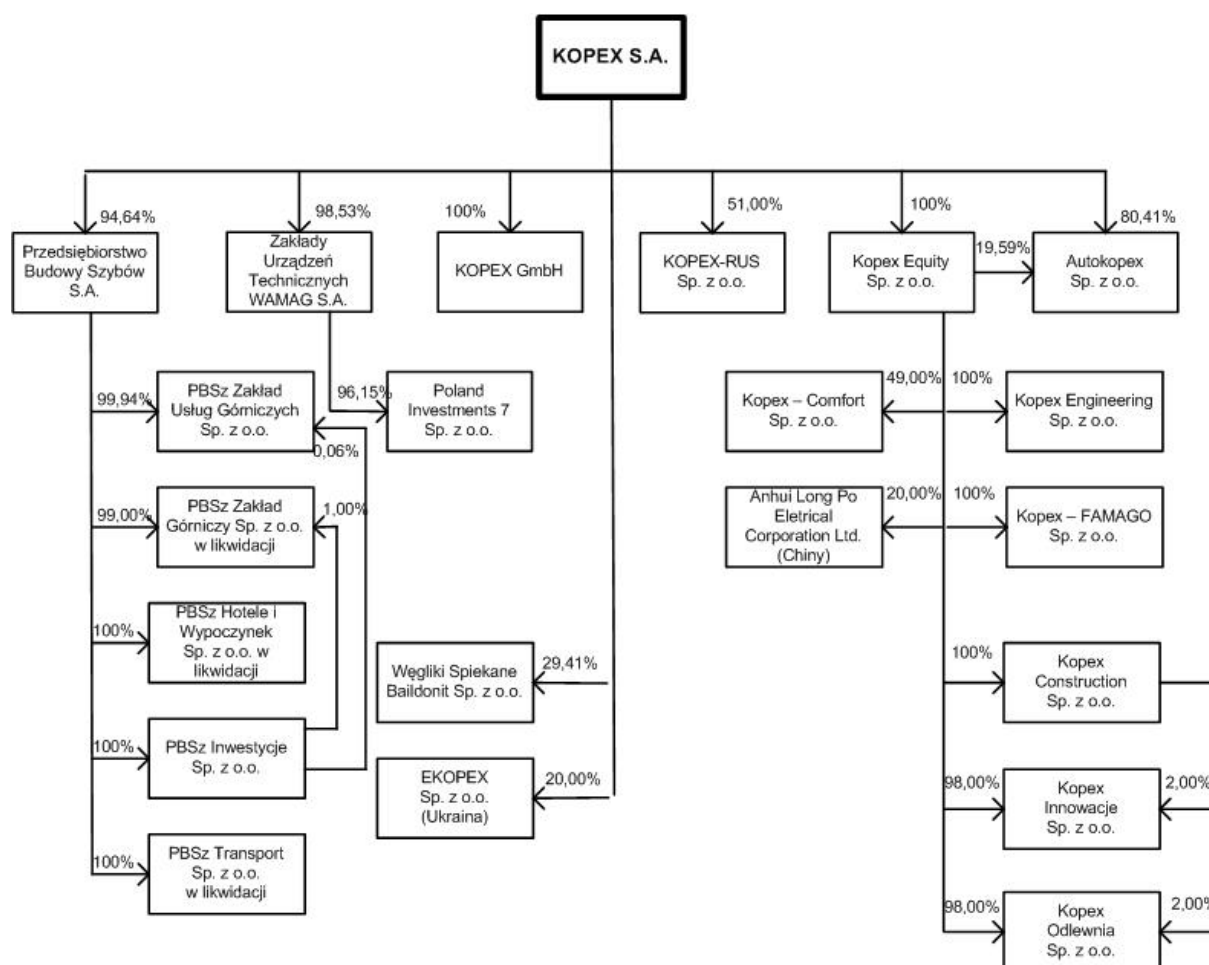 KOPEX S.A.
94,64%
98,53%
100%
51,00%
100%
80,41%
Przedsiębiorstwo
Budowy Szybów
S.A.
Zakłady
Urządzeń
Technicznych
WAMAG S.A.
KOPEX GmbH
KOPEX-RUS
Sp. z o.o.
Kopex Equity
Sp. z o.o.
19,59%
Autokopex
Sp. z o.o.
99,94%
PBSz Zakład
Usług Górniczych
Sp. z o.o.
96,15%
Poland
Investments 7
Sp. z o.o.
0,06%
Kopex – Comfort
Sp. z o.o.
49,00%
100%
Kopex Engineering
Sp. z o.o.
99,00%
PBSz Zakład
Górniczy Sp. z o.o.
w likwidacji
1,00%
Anhui Long Po
Eletrical
Corporation Ltd.
(Chiny)
20,00%
100%
Kopex – FAMAGO
Sp. z o.o.
100%
PBSz Hotele i
Wypoczynek
Sp. z o.o. w
likwidacji
Węgliki Spiekane
Baildonit Sp. z o.o.
29,41%
100%
Kopex
Construction
Sp. z o.o.
100%
PBSz Inwestycje
Sp. z o.o.
EKOPEX
Sp. z o.o.
(Ukraina)
20,00%
98,00%
Kopex
Innowacje
Sp. z o.o.
2,00%
100%
PBSz Transport
Sp. z o.o.
w likwidacji
98,00%
Kopex
Odlewnia
Sp. z o.o.
2,00%